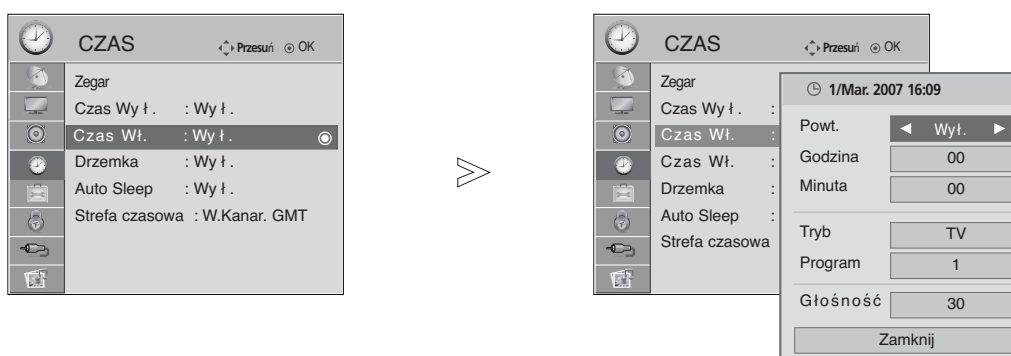 CZAS Przesuń OK
Zegar
Czas Wył. : Wył.
Czas Wł. : Wył.
Drzemka : Wył.
Auto Sleep : Wył.
Strefa czasowa : W.Kanar. GMT
>
CZAS Przesuń OK
Zegar
Czas Wył. :
Czas Wł. :
Czas Wł. :
Drzemka :
Auto Sleep :
Strefa czasowa
1/Mar. 2007 16:09
Powt. ◄ Wył. ►
Godzina 00
Minuta 00
Tryb TV
Program 1
Głośność 30
Zamknij